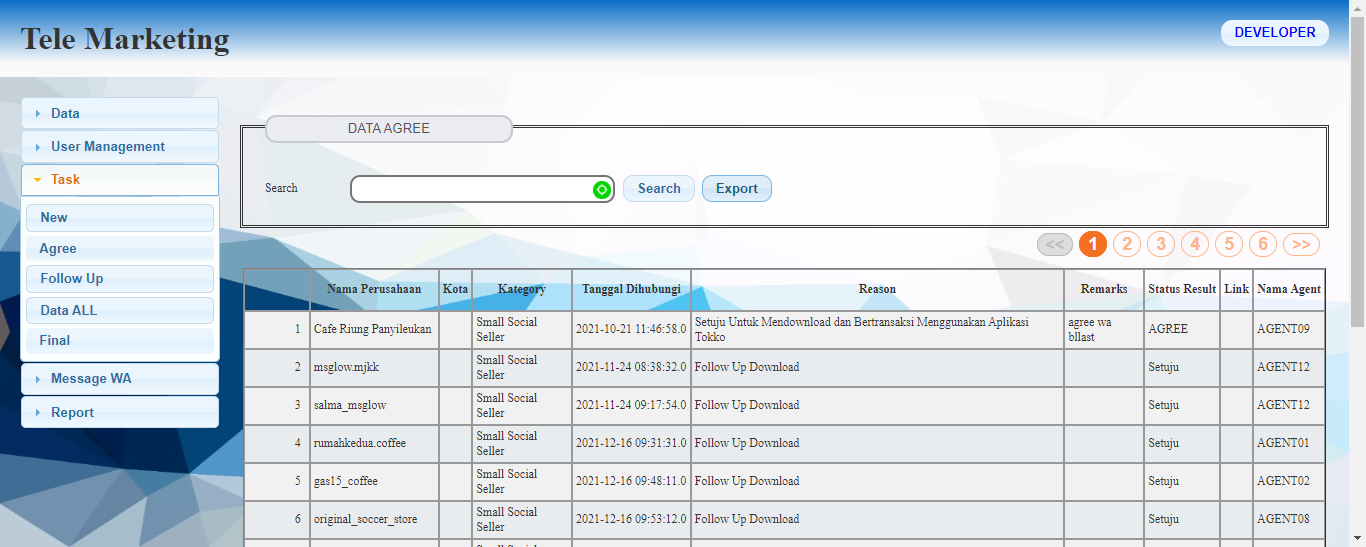 Tele Marketing
DEVELOPER
Data
User Management
Task
New
Agree
Follow Up
Data ALL
Final
Message WA
Report
DATA AGREE
Search Search Export
<< 1 2 3 4 5 6 >>
Nama Perusahaan Kota Kategory Tanggal Dihubungi Reason Remarks Status Result Link Nama Agent
1 Cafe Riung Panyileukan Small Social Seller 2021-10-21 11:46:58.0 Setuju Untuk Mendownload dan Bertransaksi Menggunakan Aplikasi Tokko agree wa bllast AGREE AGENT09
2 msglow.mjkk Small Social Seller 2021-11-24 08:38:32.0 Follow Up Download Setuju AGENT12
3 salma_msglow Small Social Seller 2021-11-24 09:17:54.0 Follow Up Download Setuju AGENT12
4 rumahkedua.coffee Small Social Seller 2021-12-16 09:31:31.0 Follow Up Download Setuju AGENT01
5 gas15_coffee Small Social Seller 2021-12-16 09:48:11.0 Follow Up Download Setuju AGENT02
6 original_soccer_store Small Social Seller 2021-12-16 09:53:12.0 Follow Up Download Setuju AGENT08